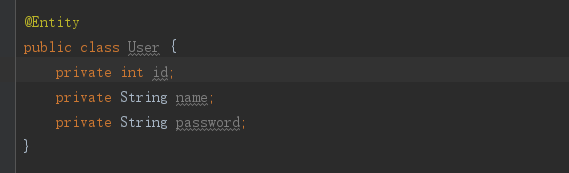 @Entity
public class User {
private int id;
private String name;
private String password;
}